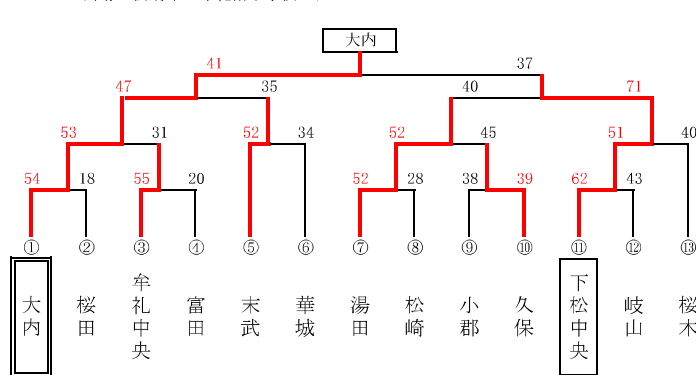 大内
41 37
47 35 40 71
53 31 52 34 52 45 51 40
54 18 55 20 52 28 38 39 62 43
① ② ③ ④ ⑤ ⑥ ⑦ ⑧ ⑨ ⑩ ⑪ ⑫ ⑬
大内
桜田
牟礼中央
富田
末武
華城
湯田
松崎
小郡
久保
下松中央
岐山
桜木